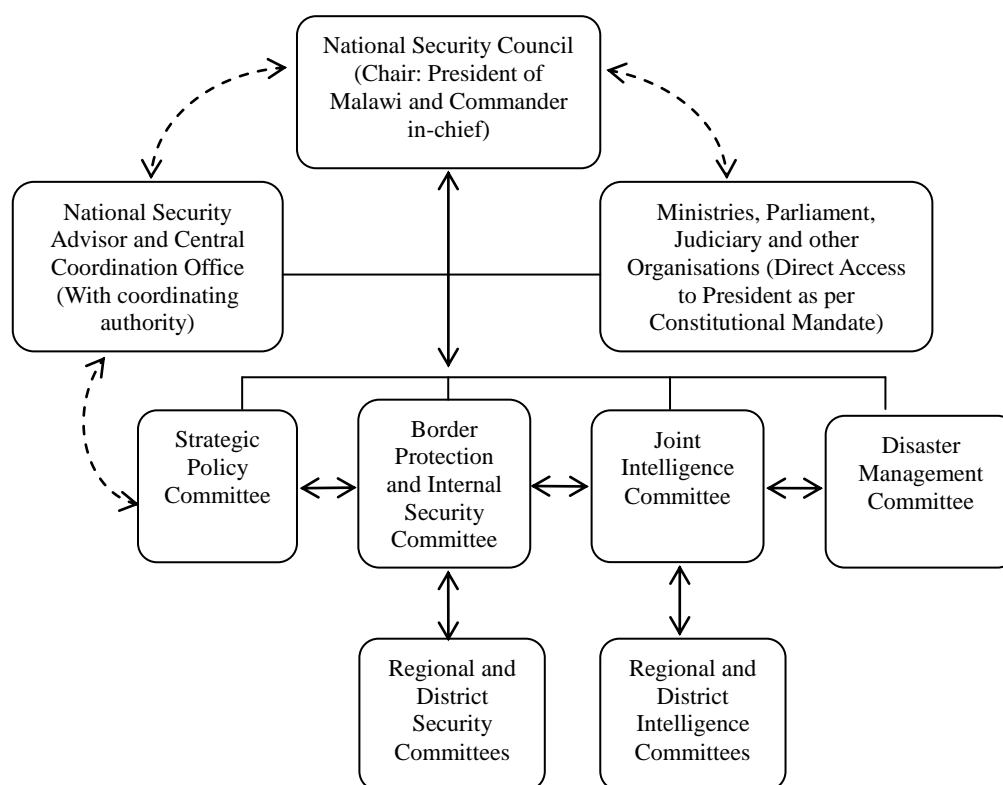 National Security Council
(Chair: President of
Malawi and Commander
in-chief)
National Security
Advisor and Central
Coordination Office
(With coordinating
authority)
Ministries, Parliament,
Judiciary and other
Organisations (Direct Access
to President as per
Constitutional Mandate)
Strategic
Policy
Committee
Border
Protection
and Internal
Security
Committee
Joint
Intelligence
Committee
Disaster
Management
Committee
Regional and
District
Security
Committees
Regional and
District
Intelligence
Committees